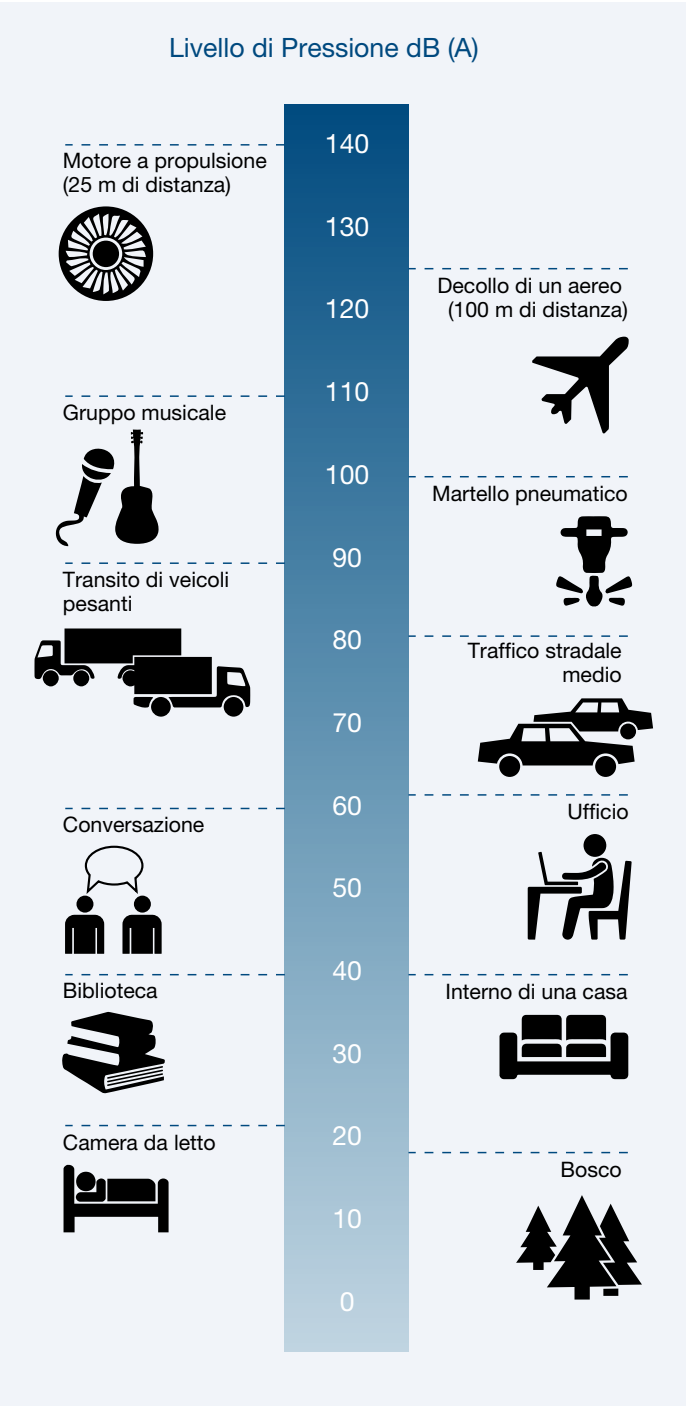 Livello di Pressione dB (A)
140
Motore a propulsione
(25 m di distanza)
130
Decollo di un aereo
(100 m di distanza)
120
110
Gruppo musicale
100
Martello pneumatico
90
Transito di veicoli
pesanti
80
Traffico stradale
medio
70
60
Ufficio
Conversazione
50
40
Biblioteca
Interno di una casa
30
20
Camera da letto
Bosco
10
0